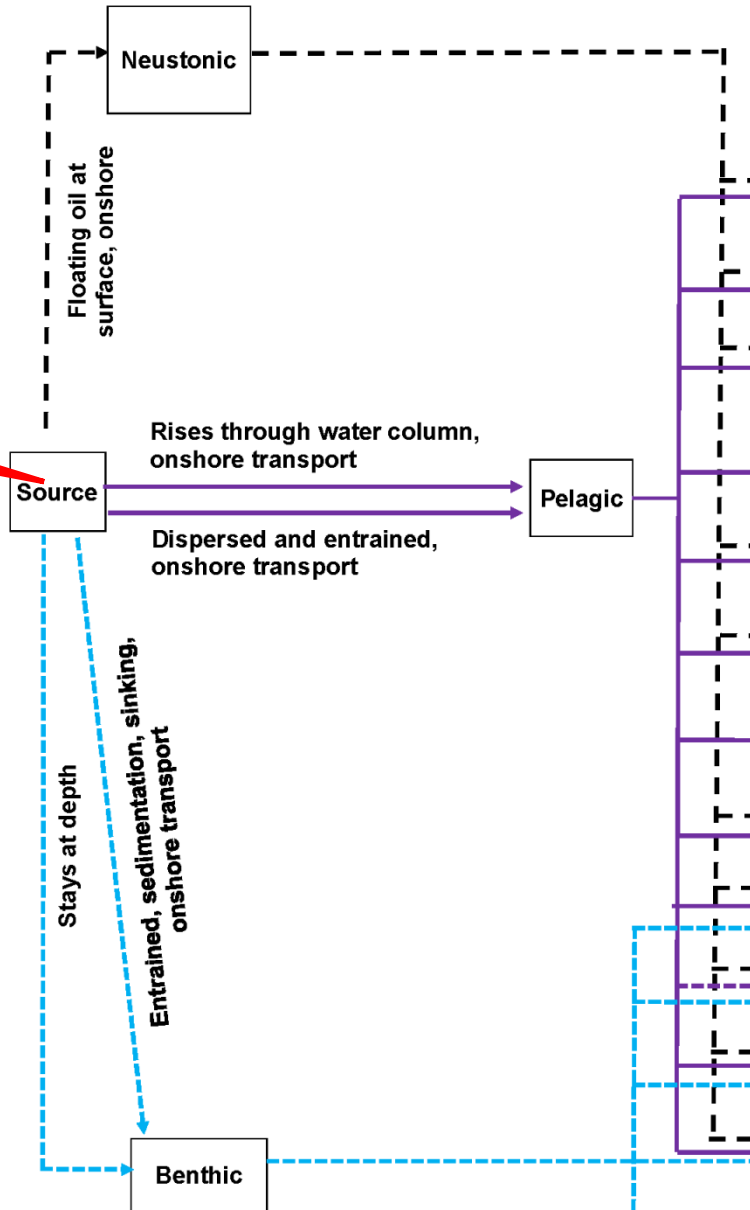 Neustonic
Floating oil at
surface, onshore
Rises through water column,
onshore transport
Source
Pelagic
Dispersed and entrained,
onshore transport
Stays at depth
Entrained, sedimentation, sinking,
onshore transport
Benthic